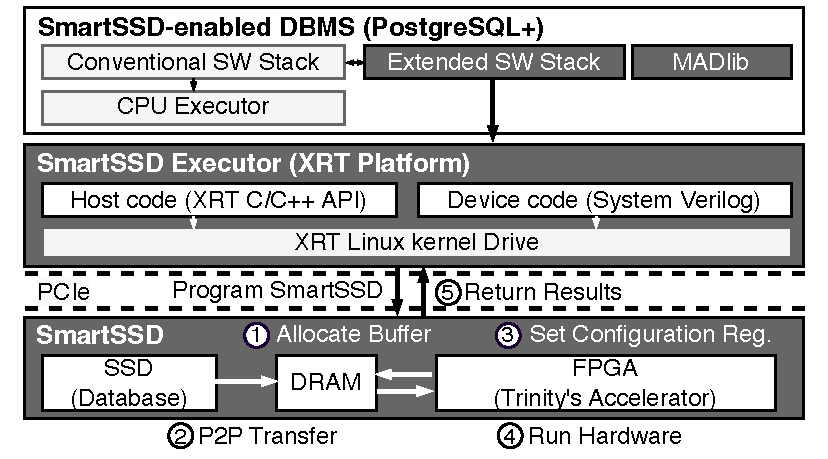 SmartSSD-enabled DBMS (PostgreSQL+)
Conventional SW Stack
Extended SW Stack
MADlib
CPU Executor
SmartSSD Executor (XRT Platform)
Host code (XRT C/C++ API)
Device code (System Verilog)
XRT Linux kernel Drive
PCIe
Program SmartSSD
⑤Return Results
SmartSSD
① Allocate Buffer
③ Set Configuration Reg.
SSD
(Database)
DRAM
FPGA
(Trinity's Accelerator)
② P2P Transfer
④ Run Hardware